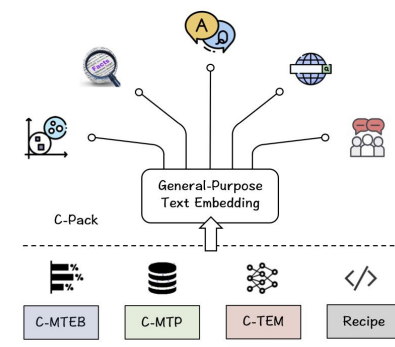 A
Q
Facts
General-Purpose
Text Embedding
C-Pack
%
%
%
</>
C-MTEB
C-MTP
C-TEM
Recipe